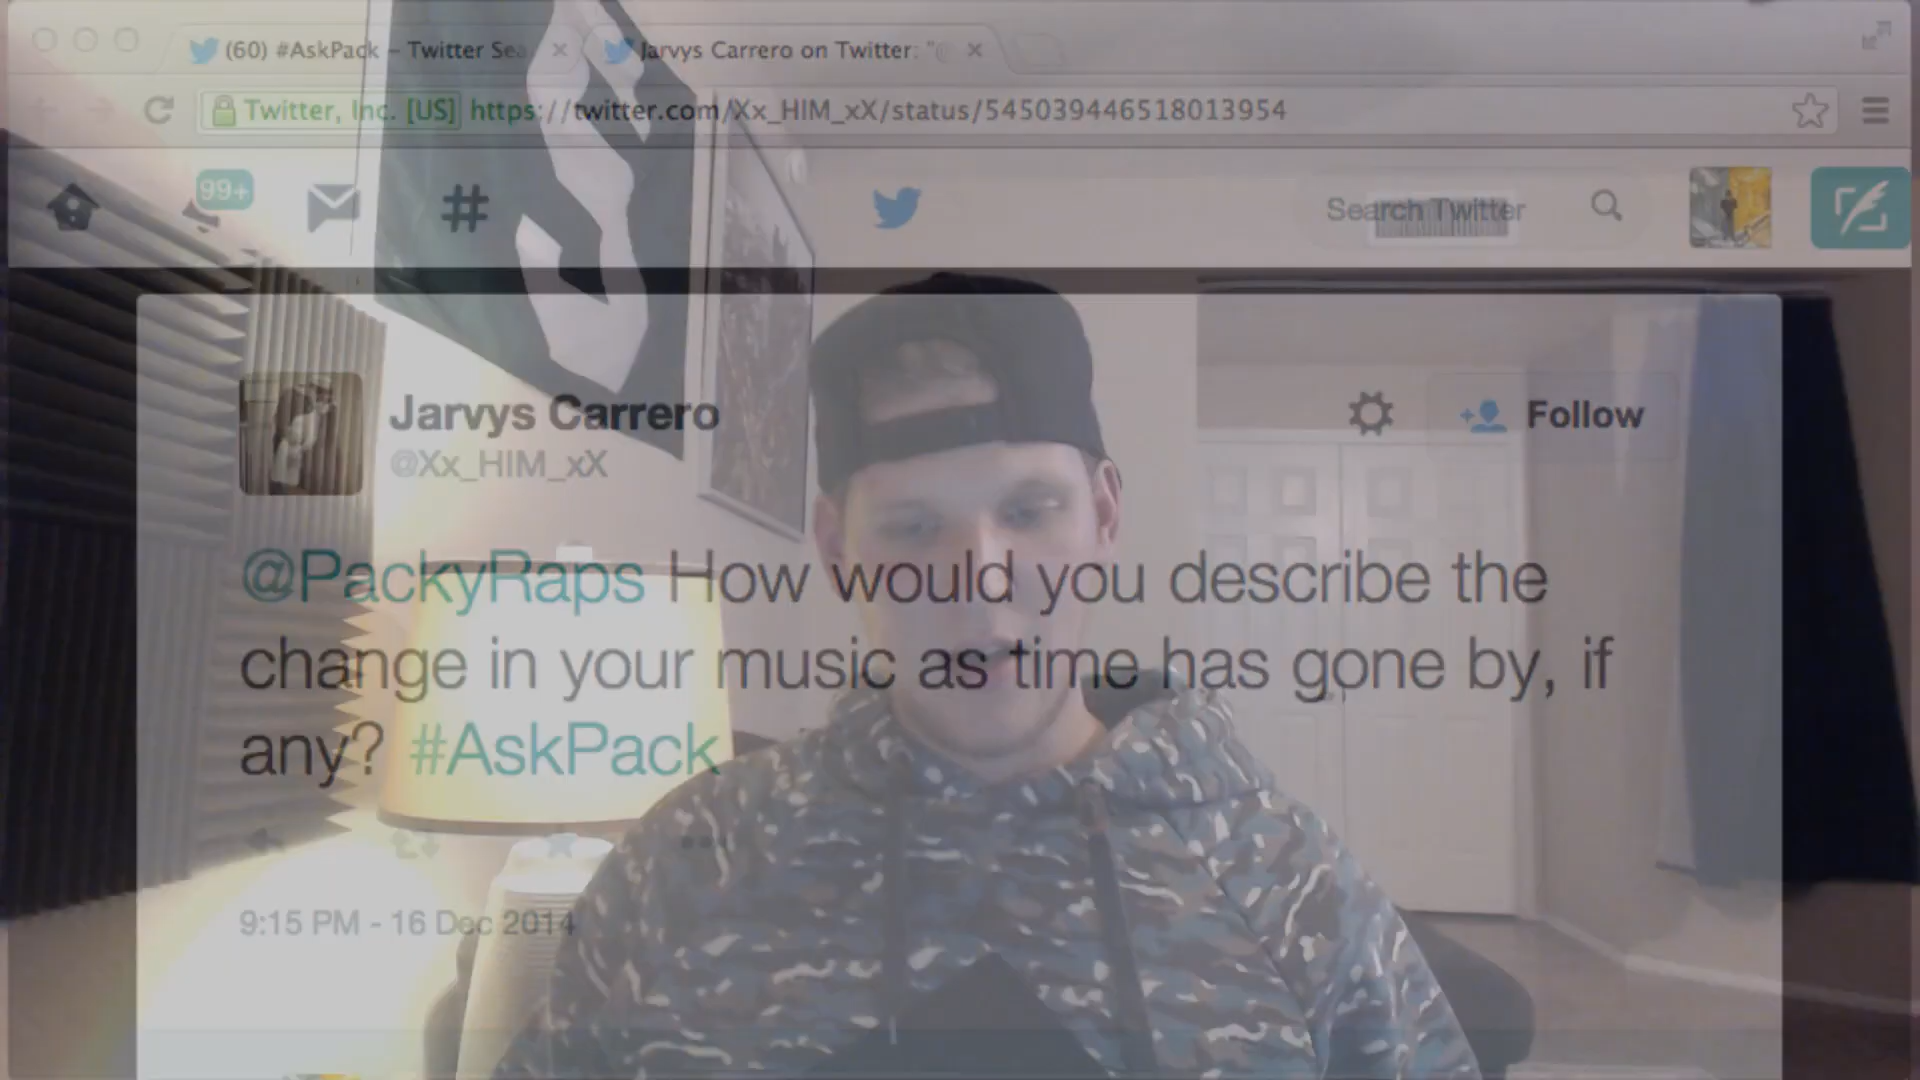 (60) #AskPack – Twitter Sea
Jarvys Carrero on Twitter: "@
Twitter, Inc. [US] https://twitter.com/Xx_HIM_xX/status/545039446518013954
99+
Search Twitter
Jarvys Carrero
@Xx_HIM_xX
Follow
@PackyRaps How would you describe the
change in your music as time has gone by, if
any? #AskPack
9:15 PM - 16 Dec 2014